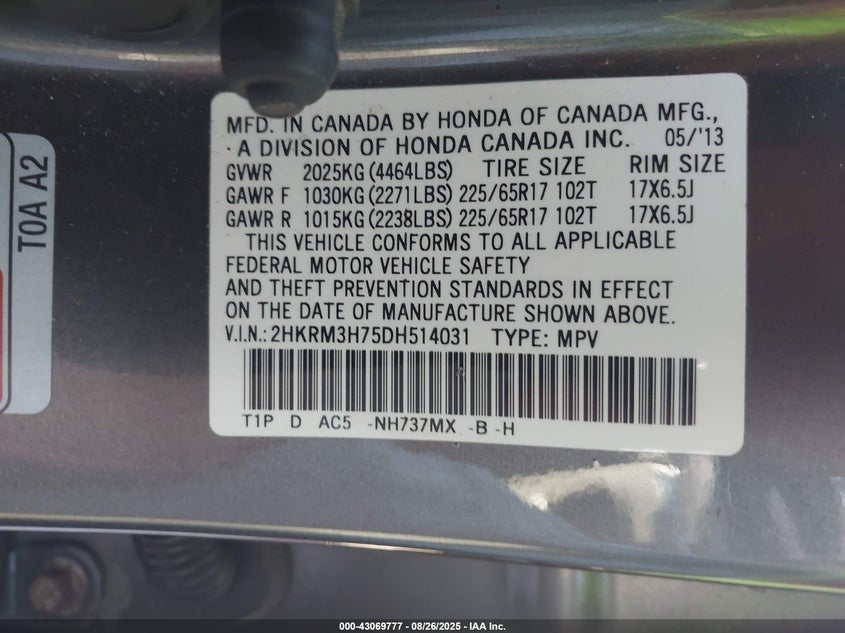 MFD. IN CANADA BY HONDA OF CANADA MFG.,
A DIVISION OF HONDA CANADA INC. 05/'13
GVWR 2025KG (4464LBS) TIRE SIZE RIM SIZE
GAWR F 1030KG (2271LBS) 225/65R17 102T 17X6.5J
GAWR R 1015KG (2238LBS) 225/65R17 102T 17X6.5J
THIS VEHICLE CONFORMS TO ALL APPLICABLE
FEDERAL MOTOR VEHICLE SAFETY
AND THEFT PREVENTION STANDARDS IN EFFECT
ON THE DATE OF MANUFACTURE SHOWN ABOVE.
V.I.N.: 2HKRM3H75DH514031 TYPE: MPV
T1P D AC5 -NH737MX -B -H
T0A A2
000-43069777 - 08/26/2025 - IAA Inc.